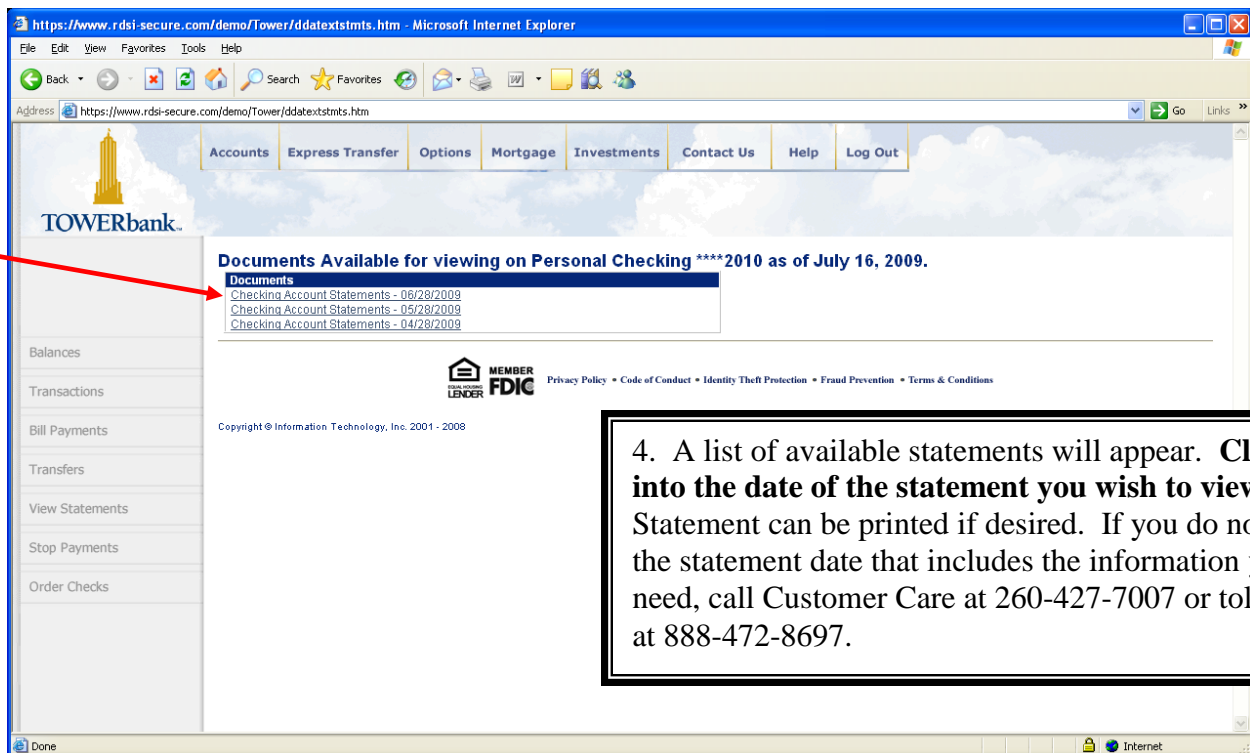 https://www.rdsi-secure.com/demo/Tower/ddatextstmts.htm - Microsoft Internet Explorer
File Edit View Favorites Tools Help
Back Search Favorites
Address https://www.rdsi-secure.com/demo/Tower/ddatextstmts.htm Go Links »
Accounts Express Transfer Options Mortgage Investments Contact Us Help Log Out
TOWERbank™
Documents Available for viewing on Personal Checking ****2010 as of July 16, 2009.
Documents
Checking Account Statements - 06/28/2009
Checking Account Statements - 05/28/2009
Checking Account Statements - 04/28/2009
Balances
Transactions
Bill Payments
Transfers
View Statements
Stop Payments
Order Checks
EQUAL HOUSING
LENDER
MEMBER
FDIC
Privacy Policy • Code of Conduct • Identity Theft Protection • Fraud Prevention • Terms & Conditions
Copyright © Information Technology, Inc. 2001 - 2008
4. A list of available statements will appear. Cl
into the date of the statement you wish to view
Statement can be printed if desired. If you do no
the statement date that includes the information
need, call Customer Care at 260-427-7007 or tol
at 888-472-8697.
Done
Internet